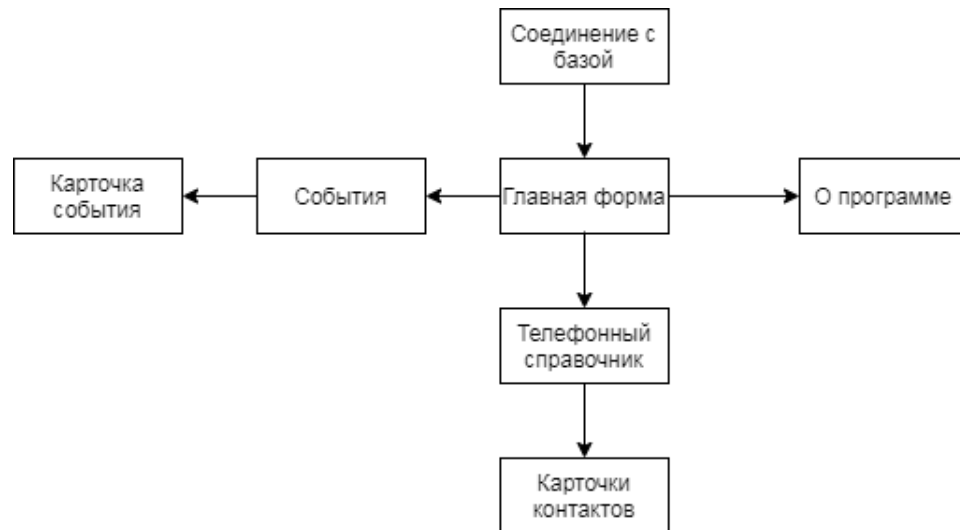 Соединение с
базой
Карточка
события
События
Главная форма
О программе
Телефонный
справочник
Карточки
контактов